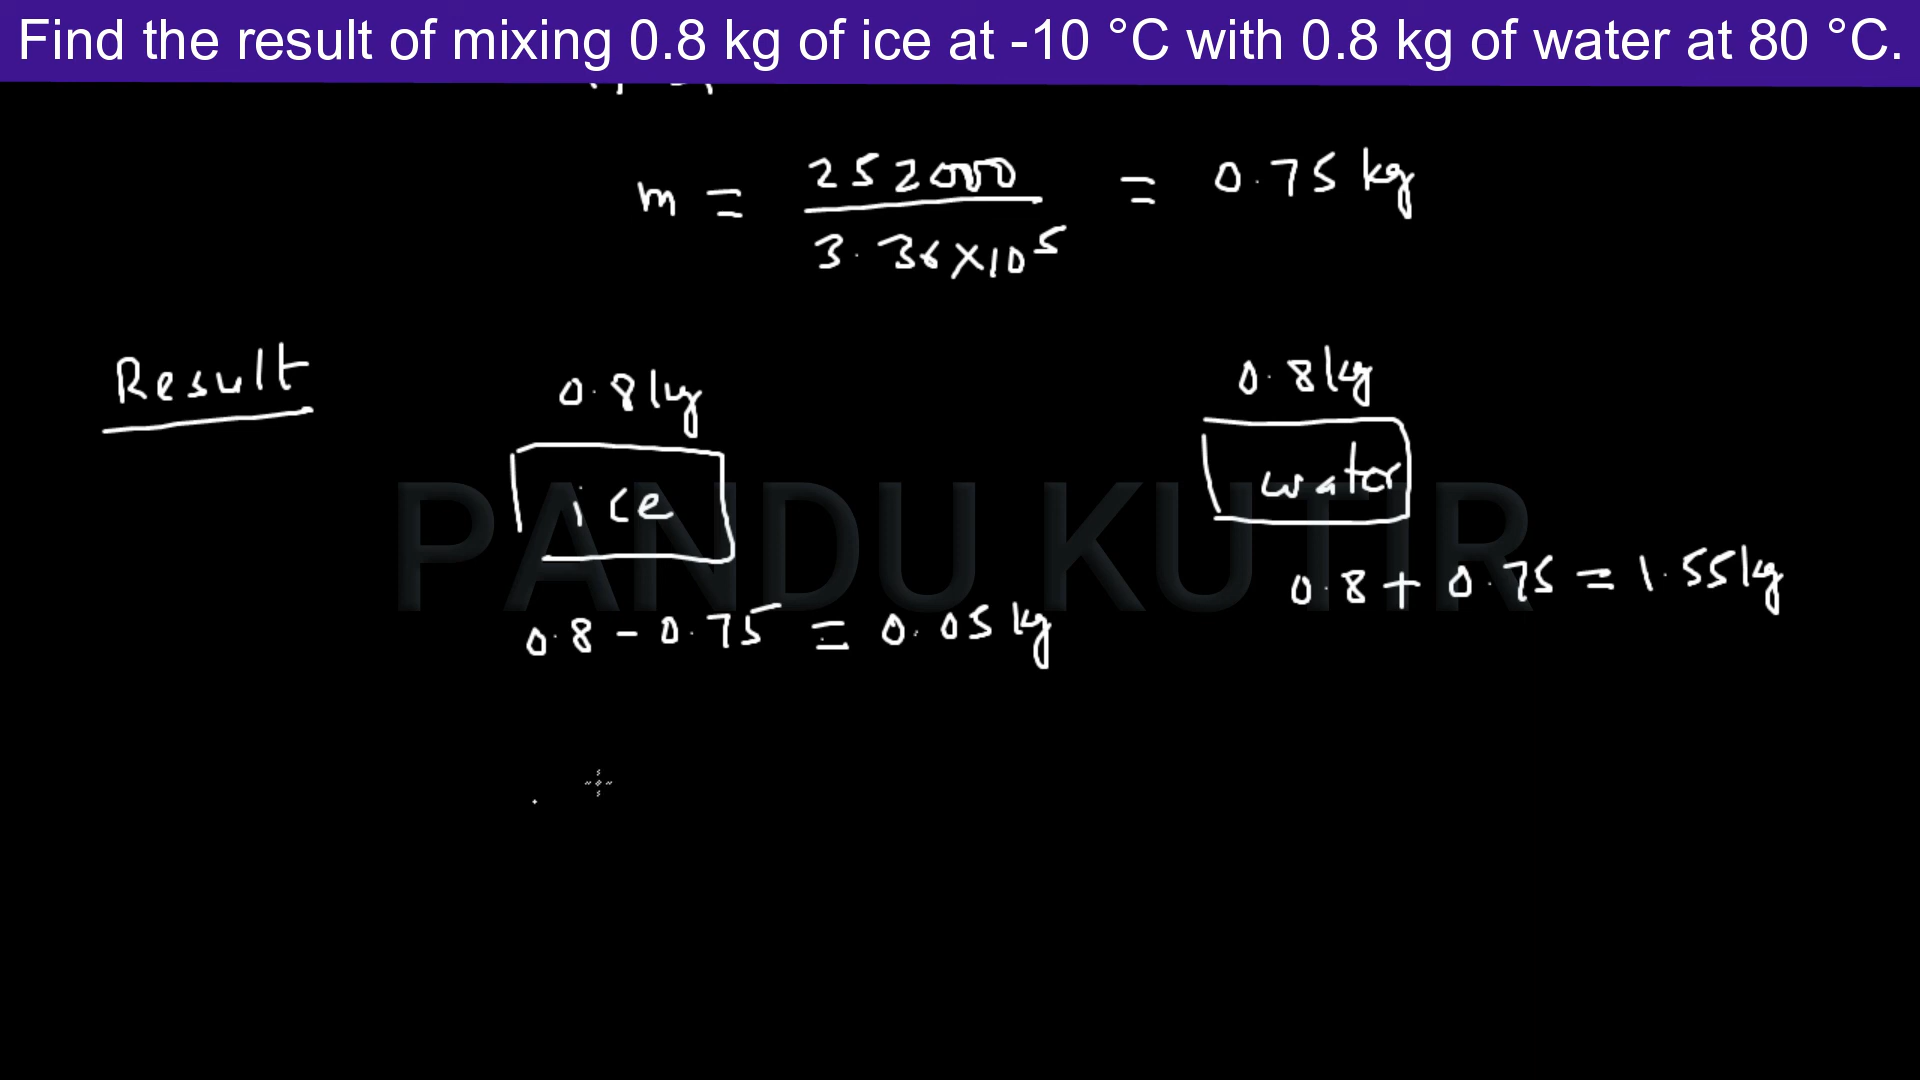 Find the result of mixing 0.8 kg of ice at -10 °C with 0.8 kg of water at 80 °C.
m = 252000 / 3.36×10^5 = 0.75 kg
Result
0.8 kg
0.8 kg
ice
water
PANDU KUTIR
0.8 + 0.75 = 1.55 kg
0.8 - 0.75 = 0.05 kg